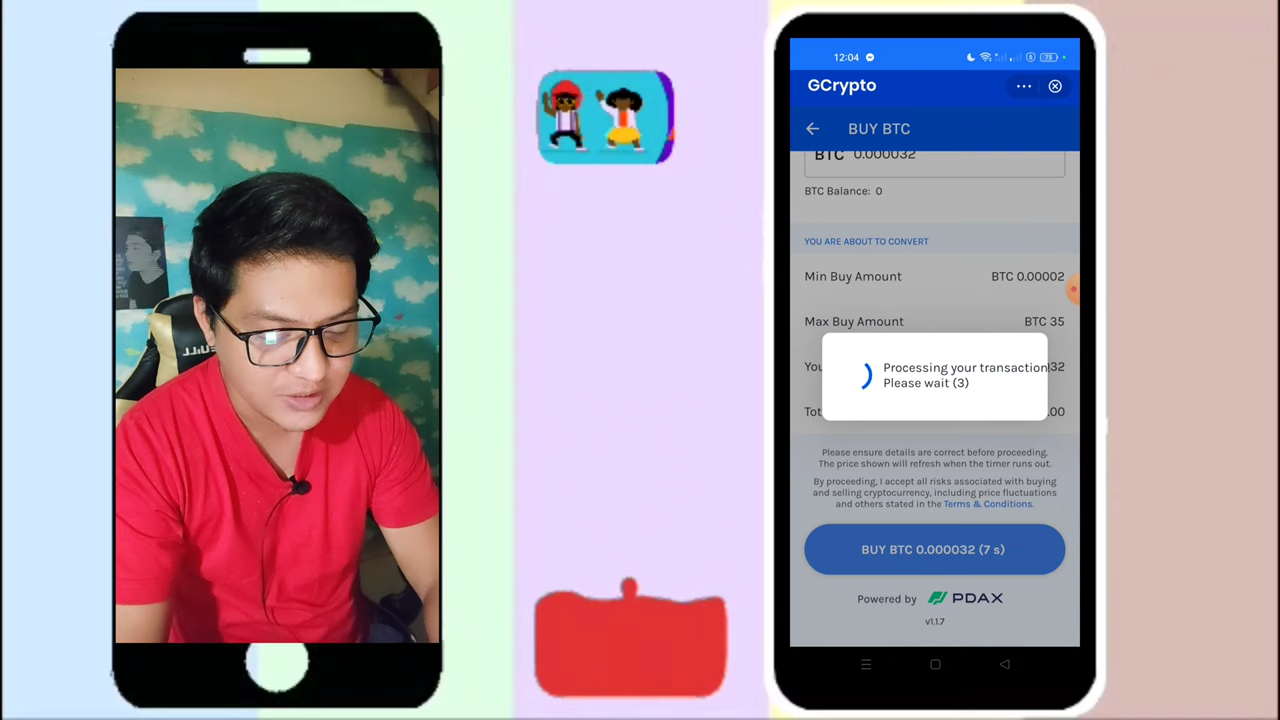 12:04
75
GCrypto
BUY BTC
BTC 0.000032
BTC Balance: 0
YOU ARE ABOUT TO CONVERT
Min Buy Amount BTC 0.00002
Max Buy Amount BTC 35
Processing your transaction
Please wait (3)
Please ensure details are correct before proceeding.
The price shown will refresh when the timer runs out.
By proceeding, I accept all risks associated with buying
and selling cryptocurrency, including price fluctuations
and others stated in the Terms & Conditions.
BUY BTC 0.000032 (7 s)
Powered by PDAX
v1.1.7